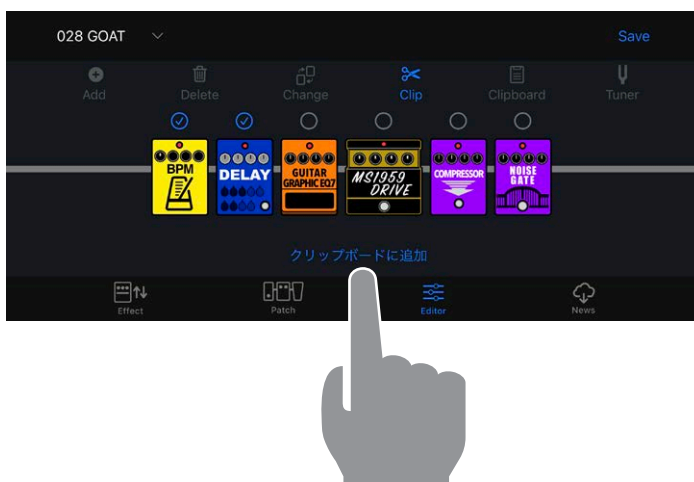 028 GOAT
Save
Add
Delete
Change
Clip
Clipboard
Tuner
BPM
DELAY
GUITAR
GRAPHIC EQ7
MS1959
DRIVE
COMPRESSOR
NOISE
GATE
クリップボードに追加
Effect
Patch
Editor
News